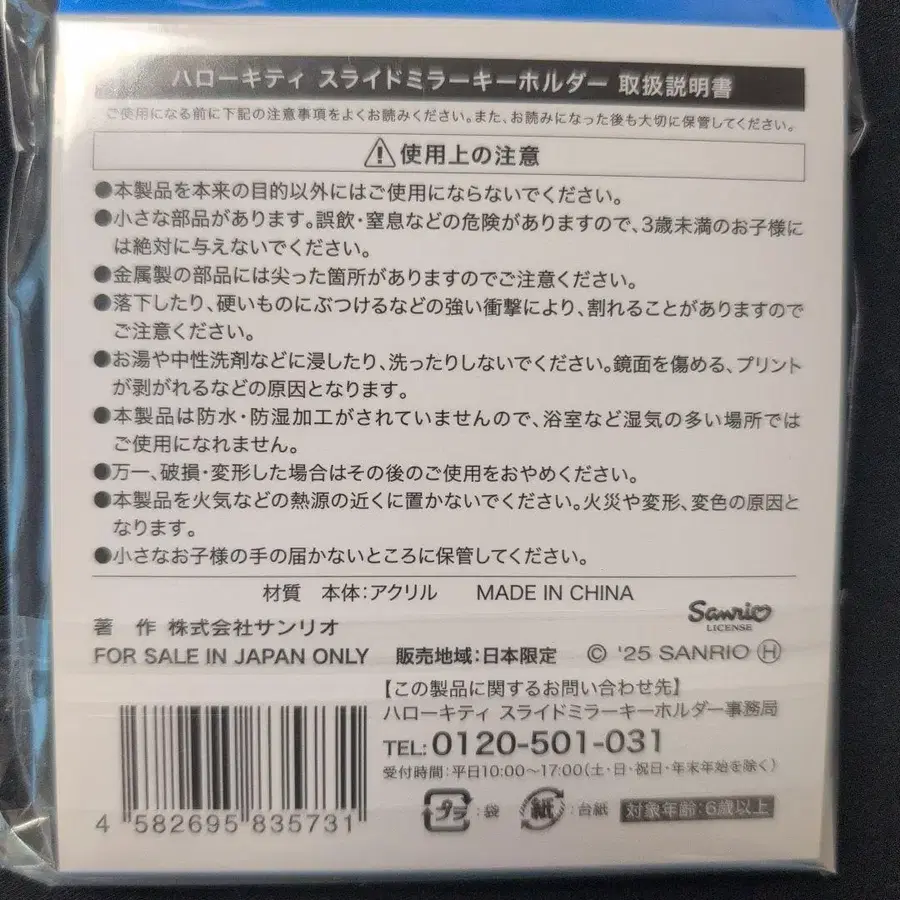 ハローキティ スライドミラーキーホルダー 取扱説明書
ご使用になる前に下記の注意事項をよくお読みください。また、お読みになった後も大切に保管してください。
使用上の注意
●本製品を本来の目的以外にはご使用にならないでください。
●小さな部品があります。誤飲・窒息などの危険がありますので、3歳未満のお子様に
は絶対に与えないでください。
●金属製の部品には尖った箇所がありますのでご注意ください。
●落下したり、硬いものにぶつけるなどの強い衝撃により、割れることがありますので
ご注意ください。
●お湯や中性洗剤などに浸したり、洗ったりしないでください。鏡面を傷める、プリント
が剥がれるなどの原因となります。
●本製品は防水・防湿加工がされていませんので、浴室など湿気の多い場所では
ご使用になれません。
●万一、破損・変形した場合はその後のご使用をおやめください。
●本製品を火気などの熱源の近くに置かないでください。火災や変形、変色の原因と
なります。
●小さなお子様の手の届かないところに保管してください。
材質 本体:アクリル MADE IN CHINA
著 作 株式会社サンリオ
Sanrio
LICENSE
FOR SALE IN JAPAN ONLY 販売地域:日本限定 © '25 SANRIO Ⓗ
【この製品に関するお問い合わせ先】
ハローキティ スライドミラーキーホルダー事務局
TEL:0120-501-031
受付時間:平日10:00～17:00(土・日・祝日・年末年始を除く)
プラ :袋 紙 :台紙 対象年齢:6歳以上
4 582695 835731